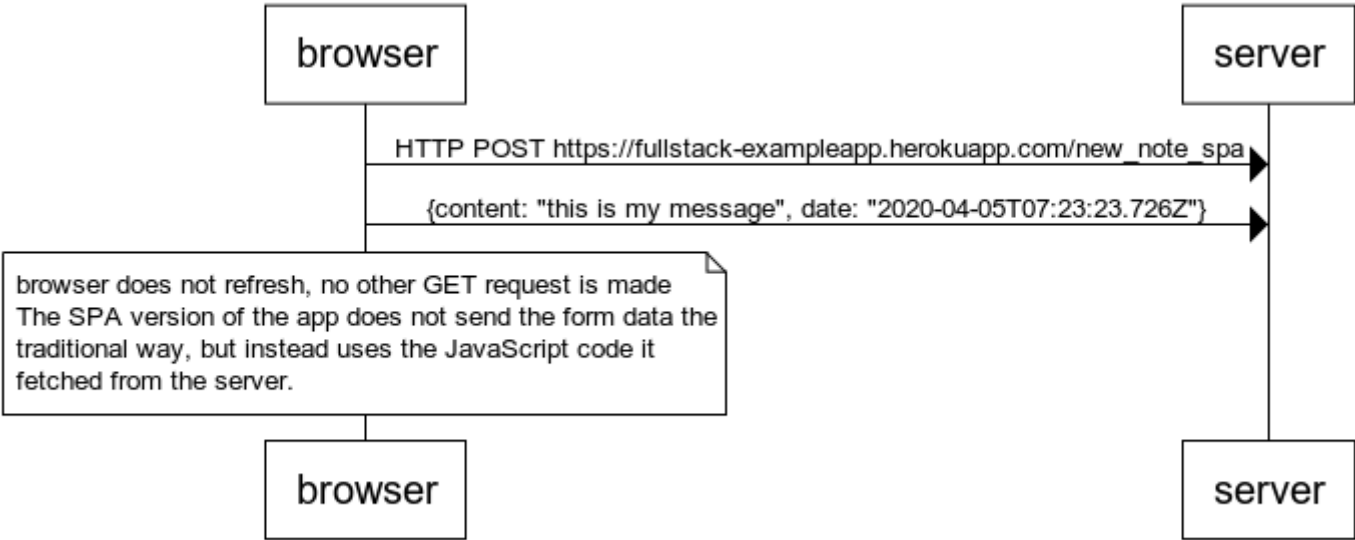 browser
server
HTTP POST https://fullstack-exampleapp.herokuapp.com/new_note_spa
{content: "this is my message", date: "2020-04-05T07:23:23.726Z"}
browser does not refresh, no other GET request is made
The SPA version of the app does not send the form data the
traditional way, but instead uses the JavaScript code it
fetched from the server.
browser
server